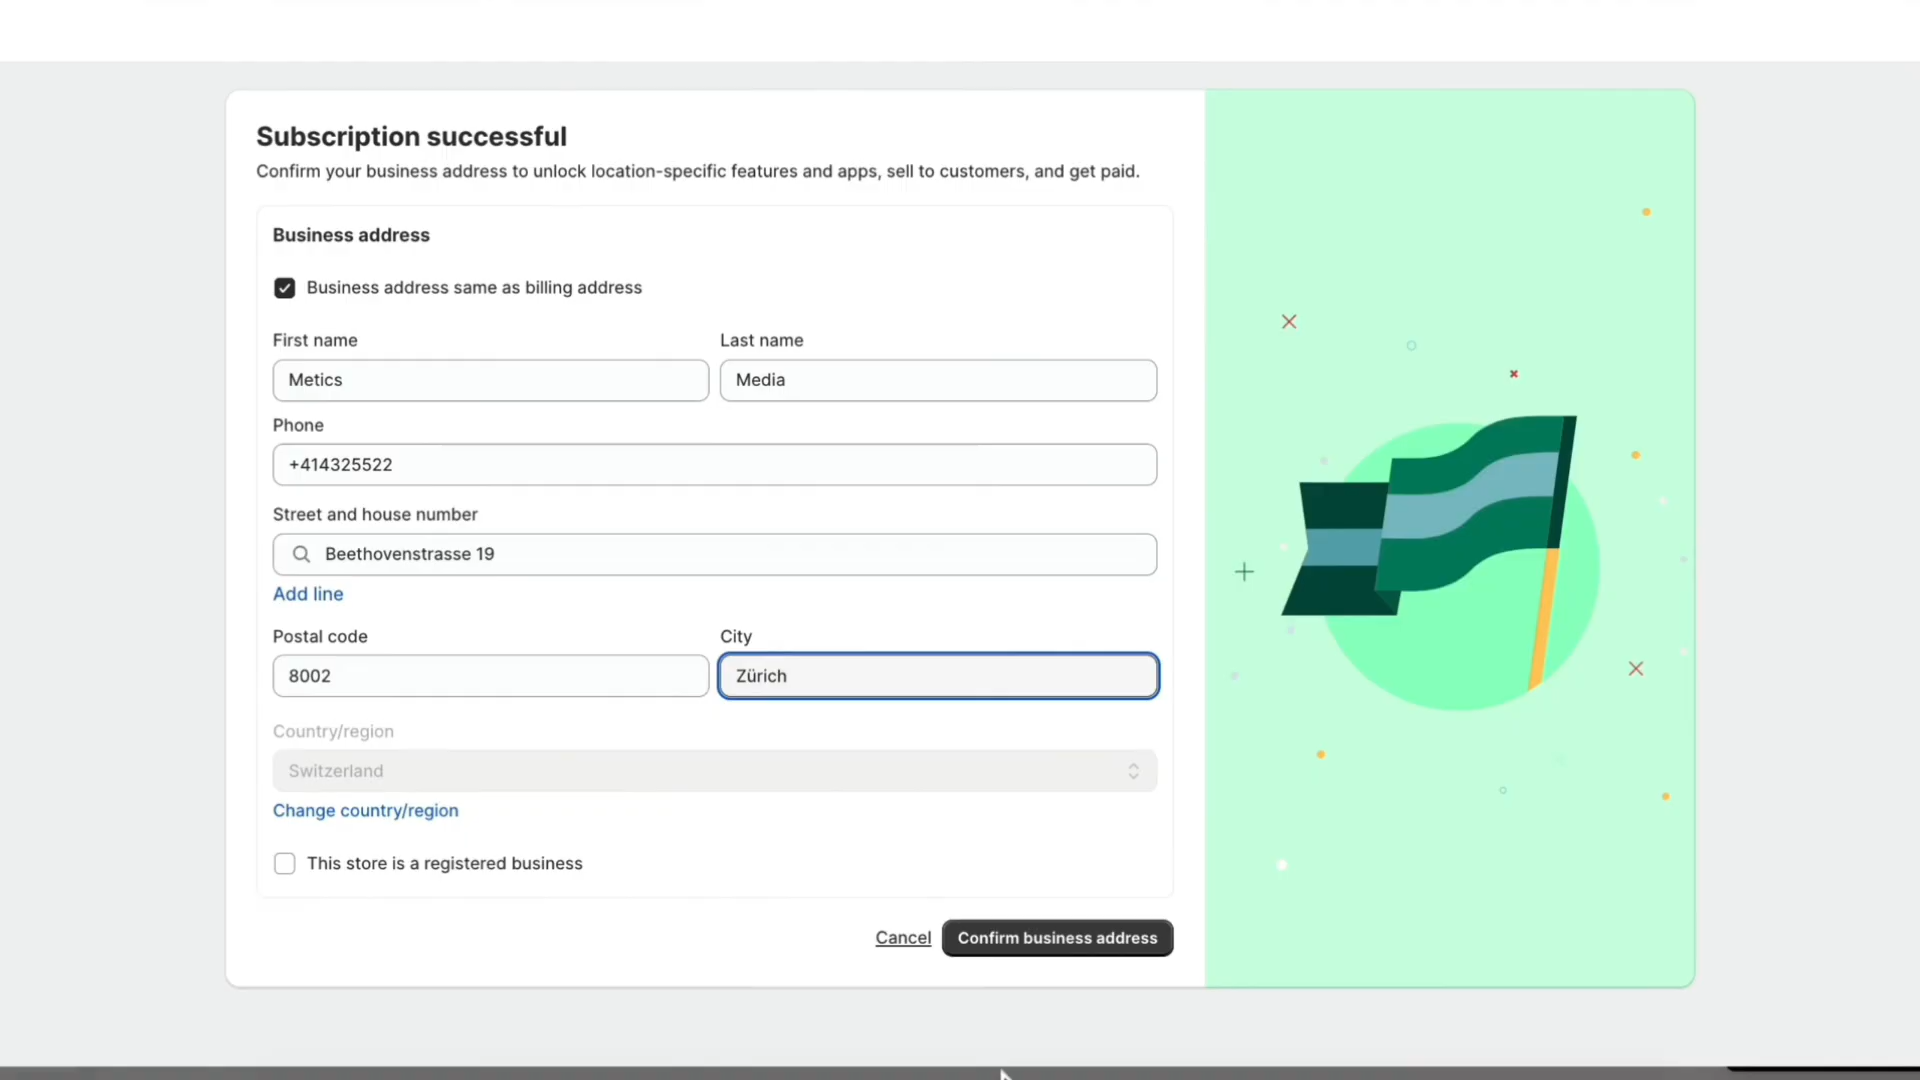 Subscription successful
Confirm your business address to unlock location-specific features and apps, sell to customers, and get paid.
Business address
Business address same as billing address
First name
Last name
Metics
Media
Phone
+414325522
Street and house number
Beethovenstrasse 19
Add line
Postal code
City
8002
Zürich
Country/region
Switzerland
Change country/region
This store is a registered business
Cancel
Confirm business address